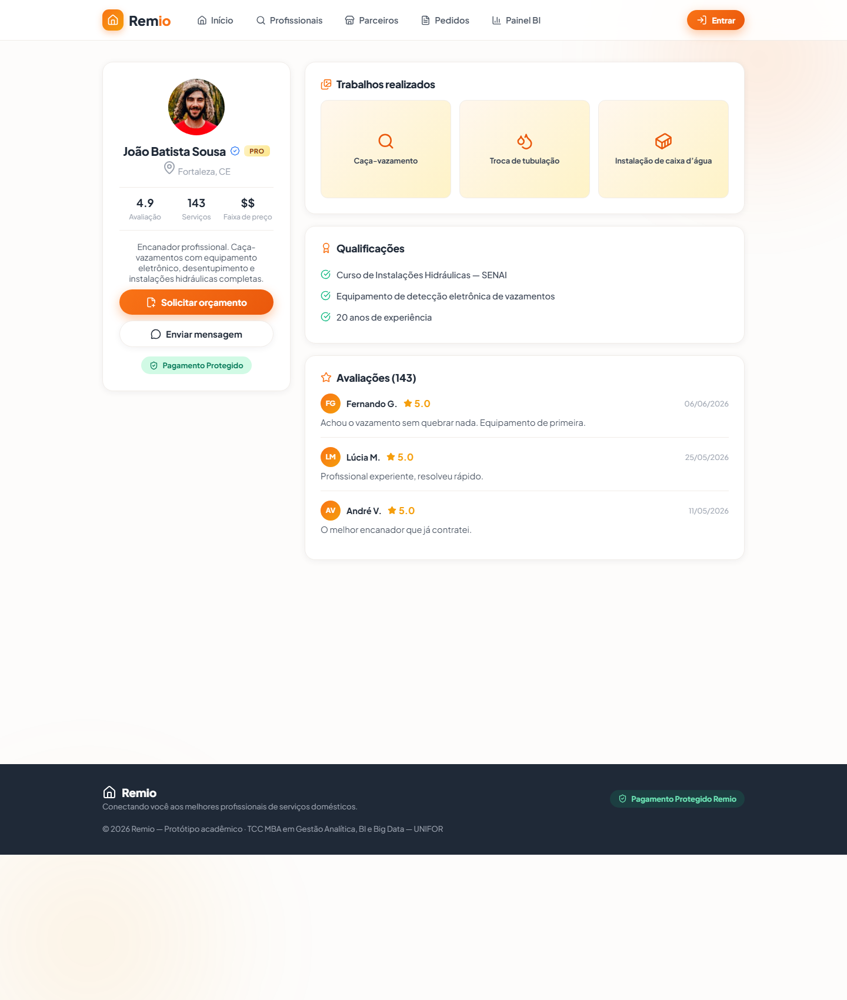 Remio
Início
Profissionais
Parceiros
Pedidos
Painel BI
Entrar
João Batista Sousa PRO
Fortaleza, CE
4.9 143 $$
Avaliação Serviços Faixa de preço
Encanador profissional. Caça-
vazamentos com equipamento
eletrônico, desentupimento e
instalações hidráulicas completas.
Solicitar orçamento
Enviar mensagem
Pagamento Protegido
Trabalhos realizados
Caça-vazamento
Troca de tubulação
Instalação de caixa d’água
Qualificações
Curso de Instalações Hidráulicas — SENAI
Equipamento de detecção eletrônica de vazamentos
20 anos de experiência
Avaliações (143)
FG Fernando G. 5.0 06/06/2026
Achou o vazamento sem quebrar nada. Equipamento de primeira.
LM Lúcia M. 5.0 25/05/2026
Profissional experiente, resolveu rápido.
AV André V. 5.0 11/05/2026
O melhor encanador que já contratei.
Remio
Conectando você aos melhores profissionais de serviços domésticos.
Pagamento Protegido Remio
© 2026 Remio — Protótipo acadêmico · TCC MBA em Gestão Analítica, BI e Big Data — UNIFOR